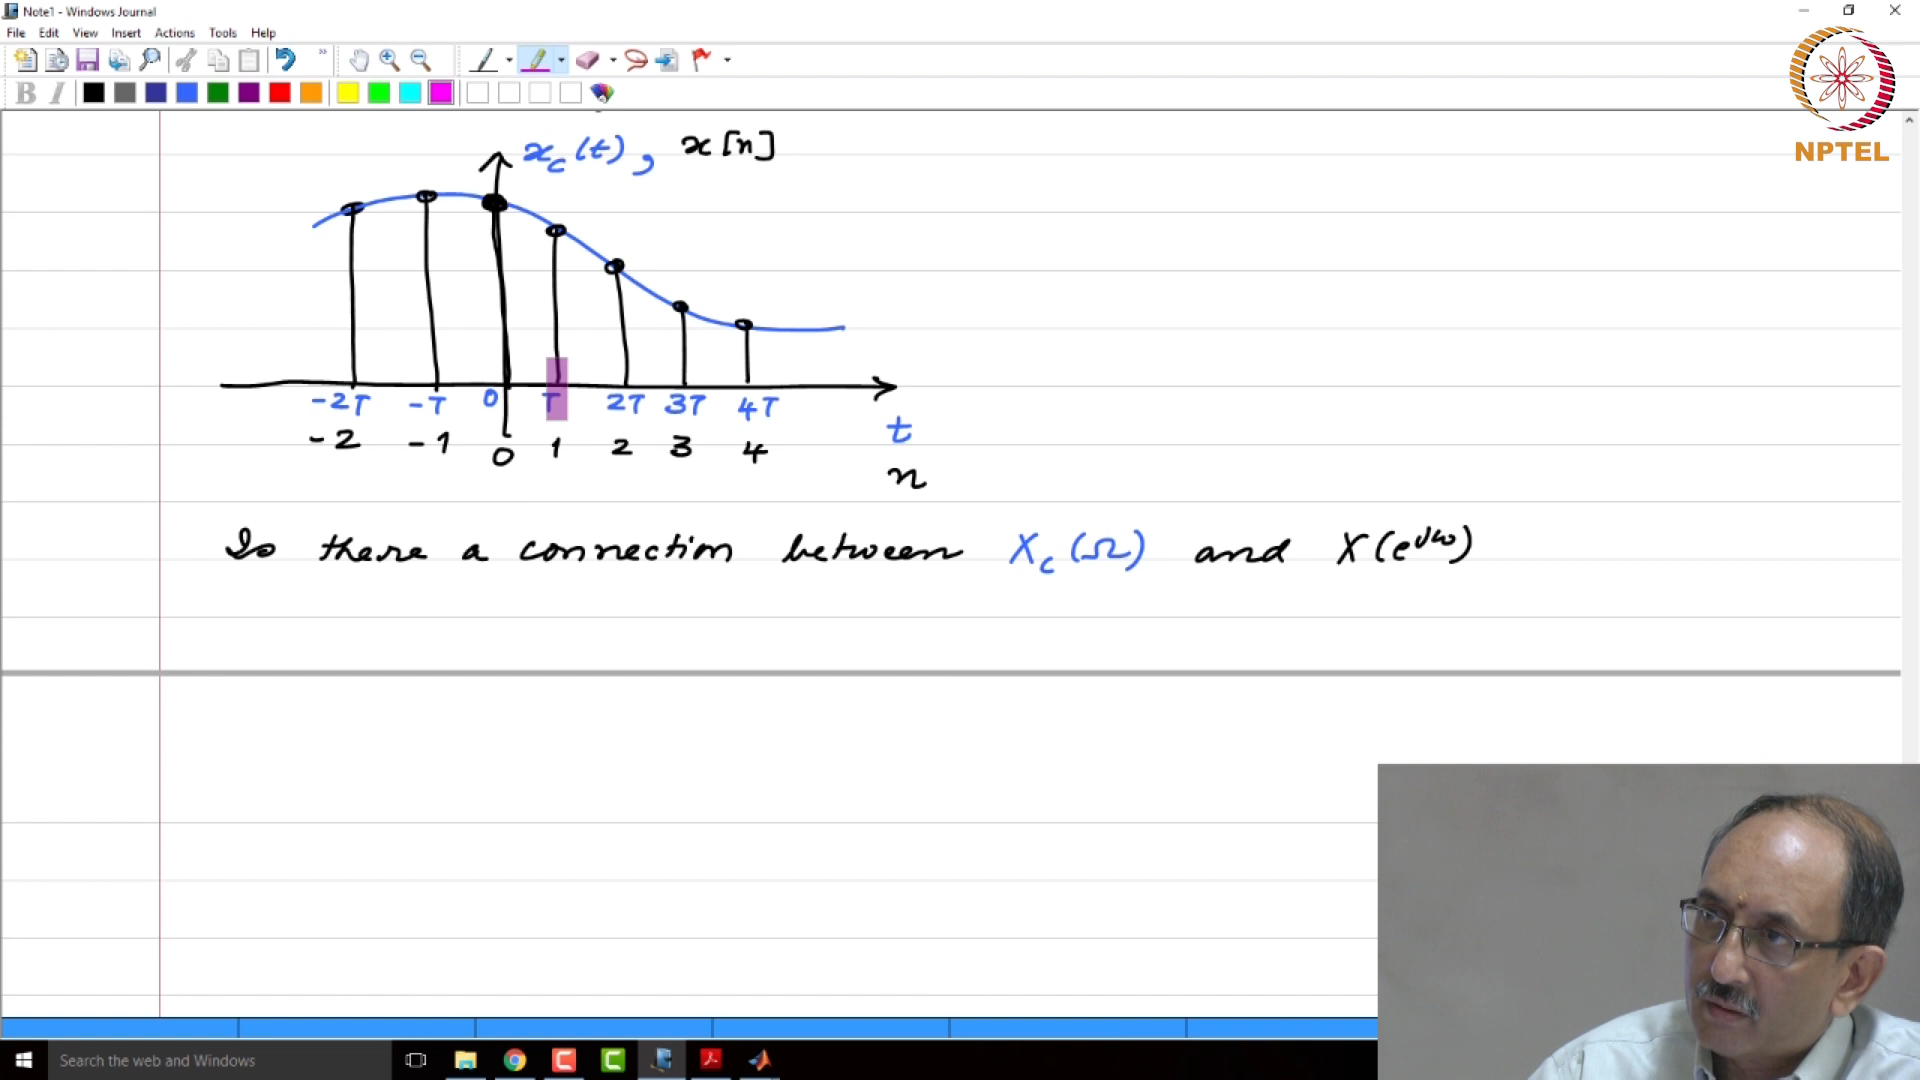 Note1 - Windows Journal
File Edit View Insert Actions Tools Help
B I
NPTEL
x_c(t), x[n]
-2T -T 0 T 2T 3T 4T
t
-2 -1 0 1 2 3 4
n
Is there a connection between X_c(Ω) and X(e^{jω})
Search the web and Windows